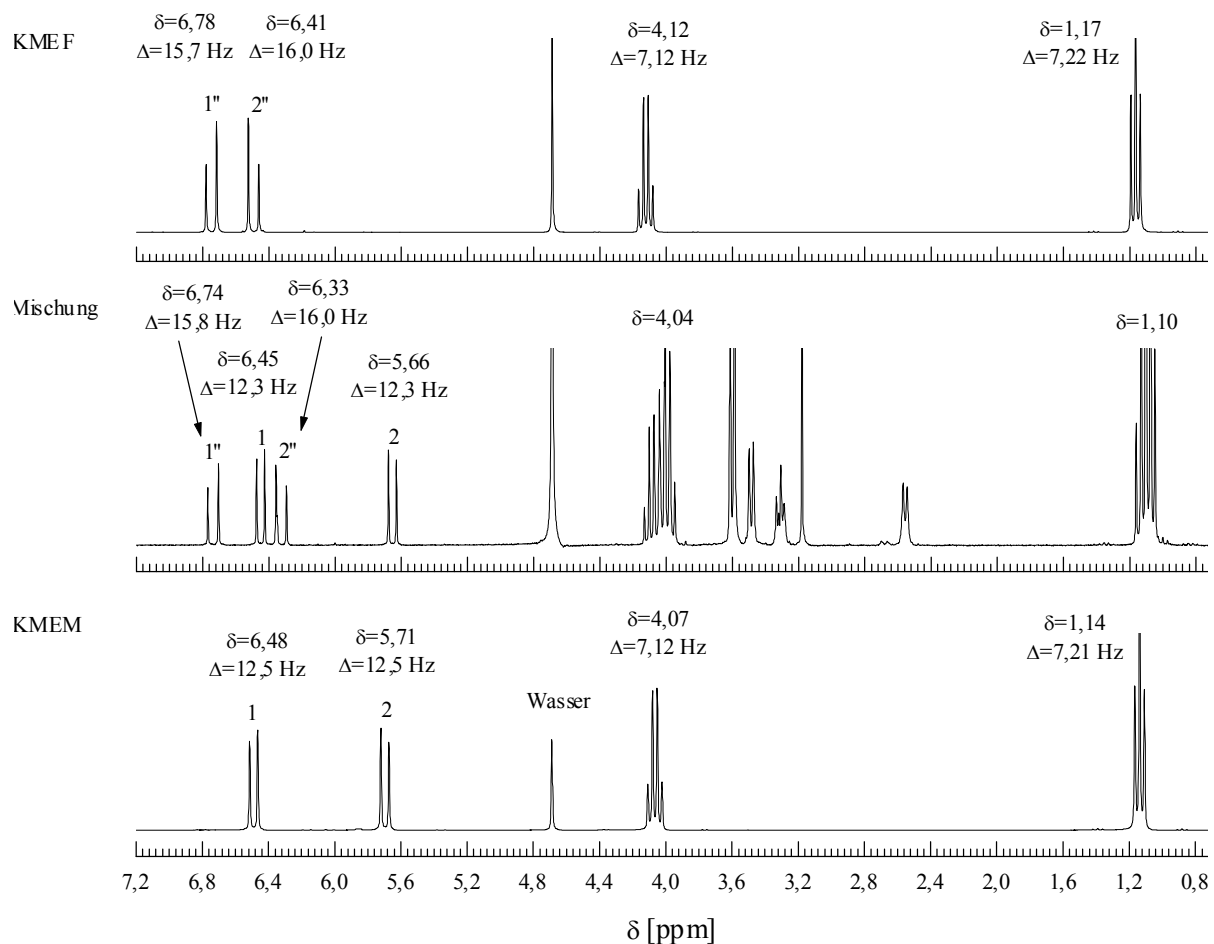 KMEF
δ=6,78
Δ=15,7 Hz
δ=6,41
Δ=16,0 Hz
δ=4,12
Δ=7,12 Hz
δ=1,17
Δ=7,22 Hz
1"
2"
Mischung
δ=6,74
Δ=15,8 Hz
δ=6,33
Δ=16,0 Hz
δ=6,45
Δ=12,3 Hz
δ=5,66
Δ=12,3 Hz
δ=4,04
δ=1,10
1"
1
2"
2
KMEM
δ=6,48
Δ=12,5 Hz
δ=5,71
Δ=12,5 Hz
δ=4,07
Δ=7,12 Hz
δ=1,14
Δ=7,21 Hz
1
2
Wasser
7,2 6,8 6,4 6,0 5,6 5,2 4,8 4,4 4,0 3,6 3,2 2,8 2,4 2,0 1,6 1,2 0,8
δ [ppm]